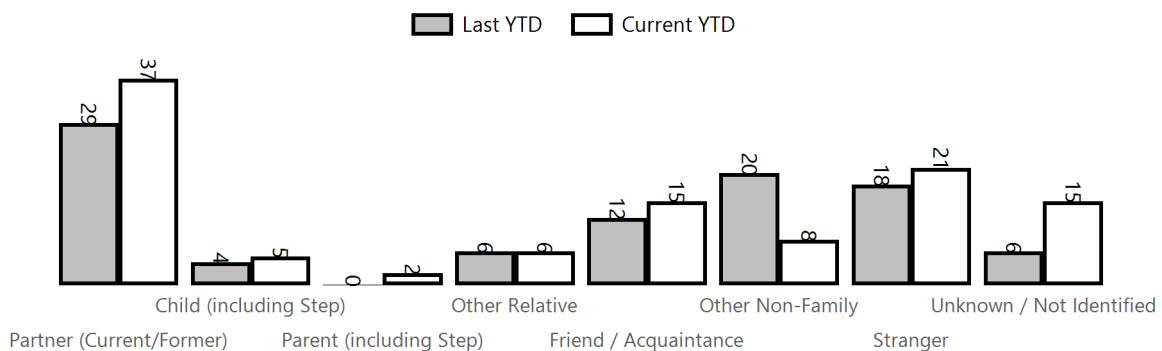 Last YTD Current YTD
29 37 4 5 0 2 6 6 12 15 20 8 18 21 6 15
Child (including Step) Other Relative Other Non-Family Unknown / Not Identified
Partner (Current/Former) Parent (including Step) Friend / Acquaintance Stranger